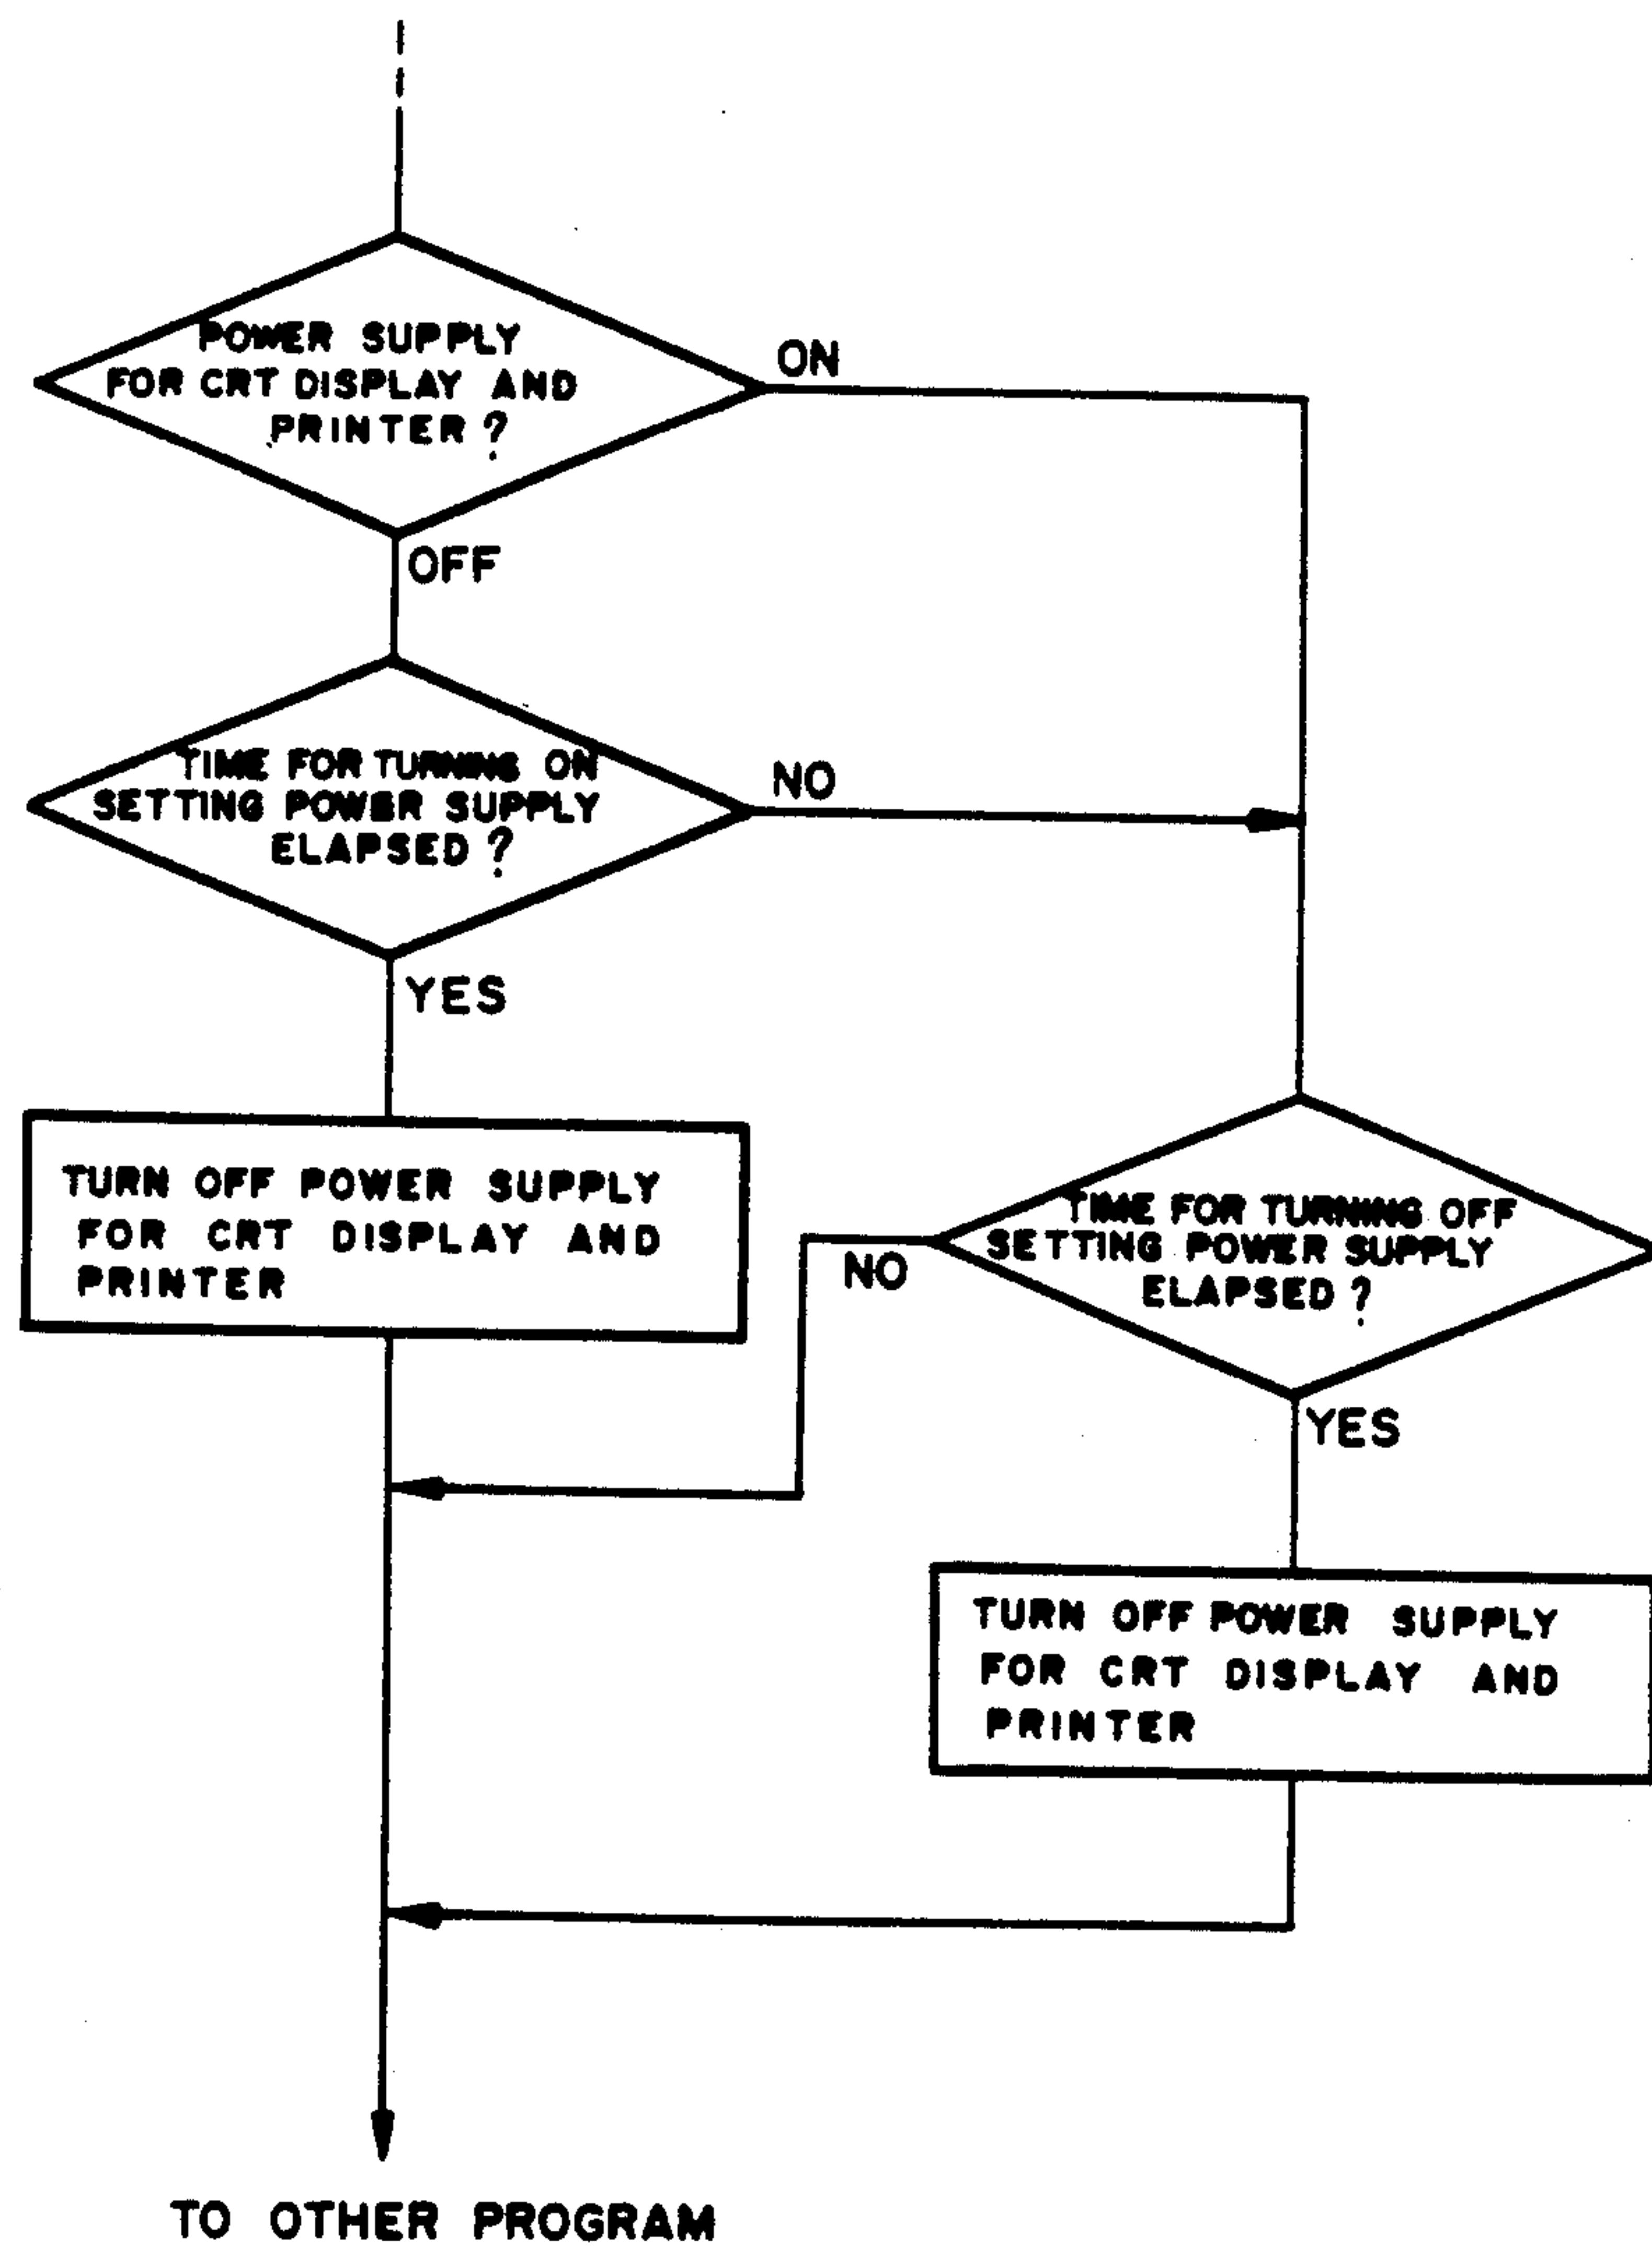 POWER SUPPLY
FOR CRT DISPLAY AND
PRINTER ?
ON
OFF
TIME FOR TURNING ON
SETTING POWER SUPPLY
ELAPSED ?
NO
YES
TURN OFF POWER SUPPLY
FOR CRT DISPLAY AND
PRINTER
TIME FOR TURNING OFF
SETTING POWER SUPPLY
ELAPSED ?
NO
YES
TURN OFF POWER SUPPLY
FOR CRT DISPLAY AND
PRINTER
TO OTHER PROGRAM